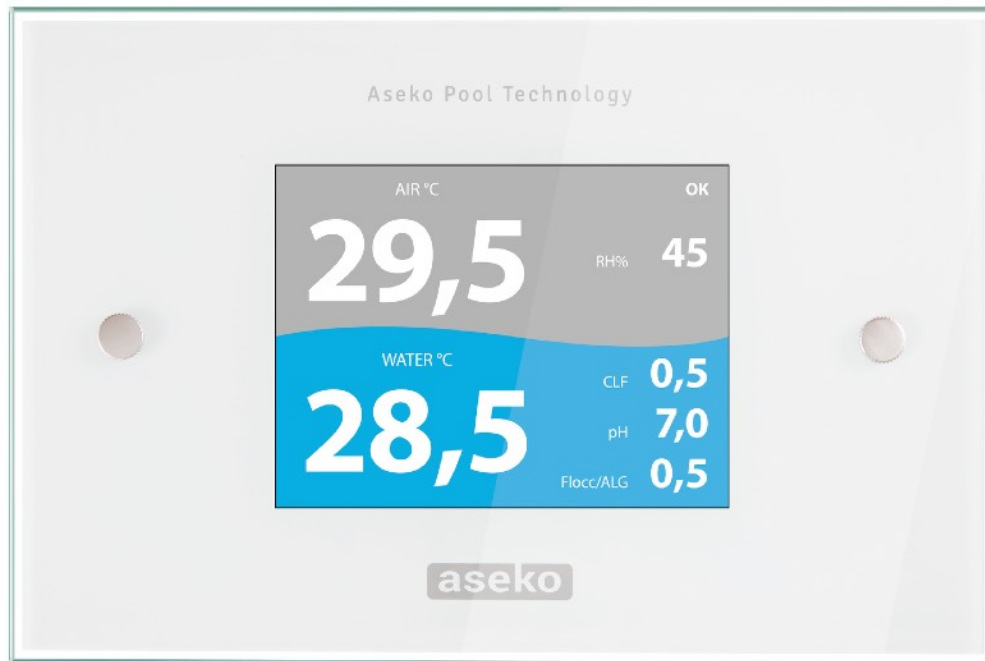 Aseko Pool Technology
AIR °C
OK
29,5
RH% 45
WATER °C
28,5
CLF 0,5
pH 7,0
Flocc/ALG 0,5
aseko